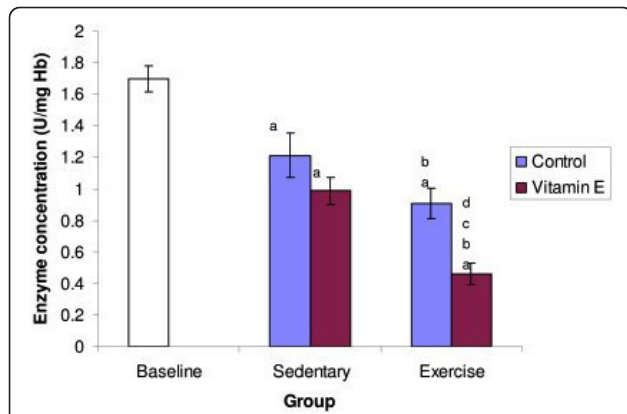 Enzyme concentration (U/mg Hb)
2
1.8
1.6
1.4
1.2
1
0.8
0.6
0.4
0.2
0
a
a
b
a
d
c
b
a
Baseline
Sedentary
Exercise
Group
Control
Vitamin E